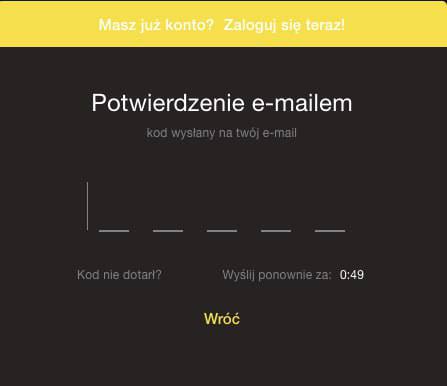 Masz już konto? Zaloguj się teraz!
Potwierdzenie e-mailem
kod wysłany na twój e-mail
Kod nie dotarł? Wyślij ponownie za: 0:49
Wróć